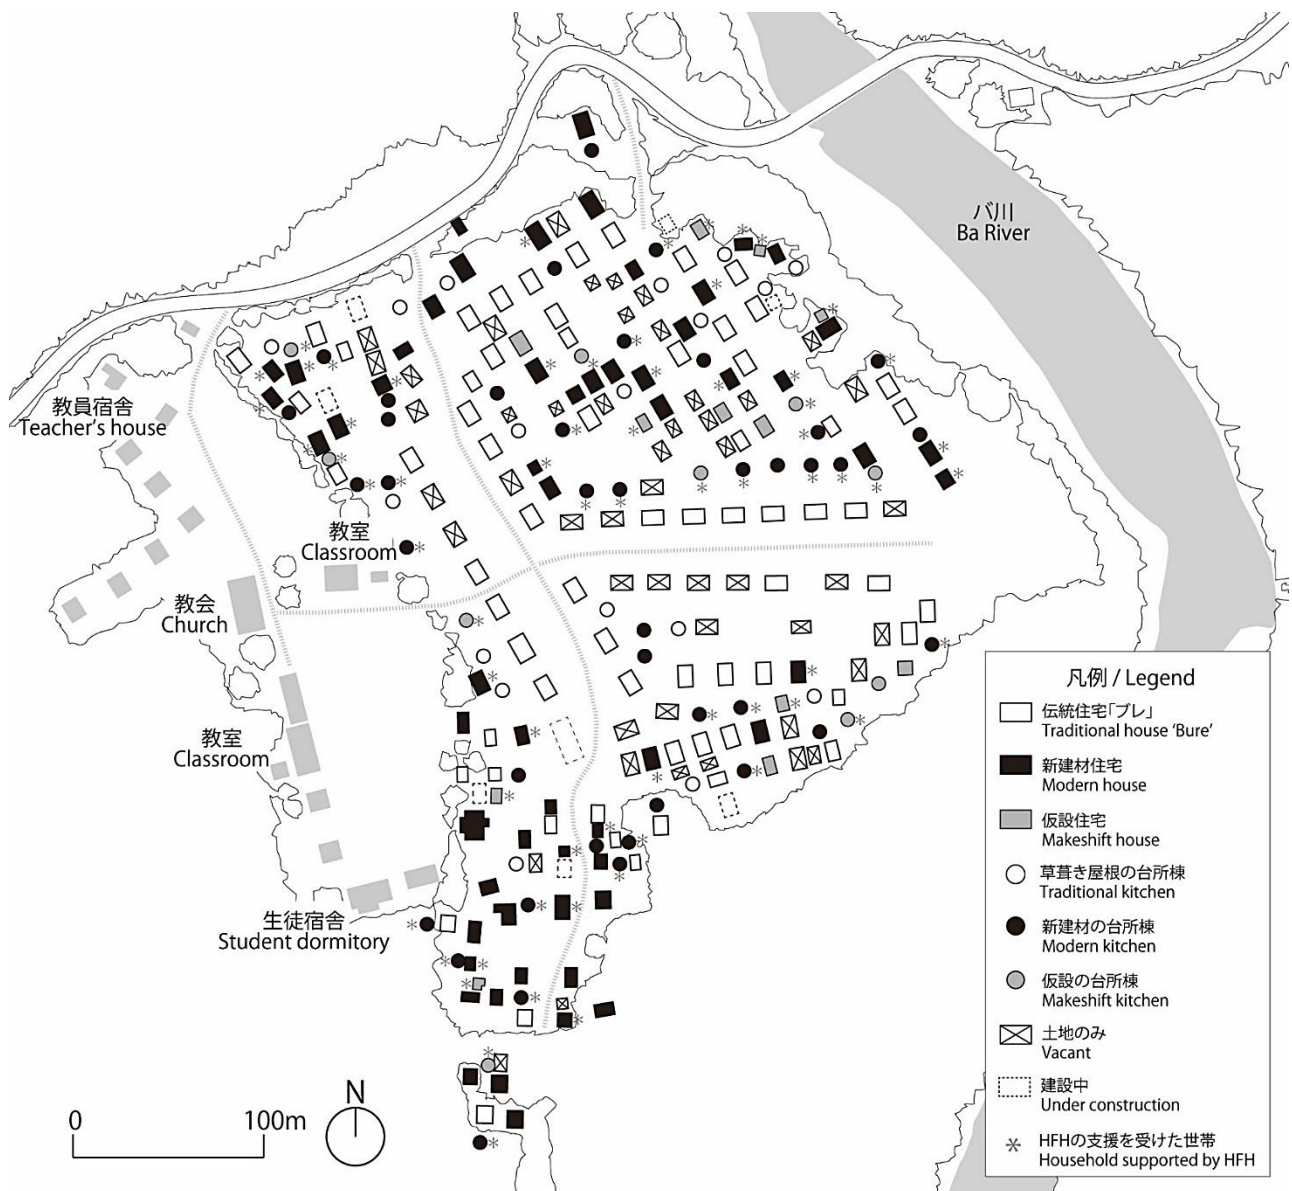 バ川
Ba River
教員宿舎
Teacher's house
教室
Classroom
教会
Church
教室
Classroom
生徒宿舎
Student dormitory
0 100m
N
凡例 / Legend
伝統住宅「ブレ」
Traditional house 'Bure'
新建材住宅
Modern house
仮設住宅
Makeshift house
草葺き屋根の台所棟
Traditional kitchen
新建材の台所棟
Modern kitchen
仮設の台所棟
Makeshift kitchen
土地のみ
Vacant
建設中
Under construction
HFHの支援を受けた世帯
Household supported by HFH